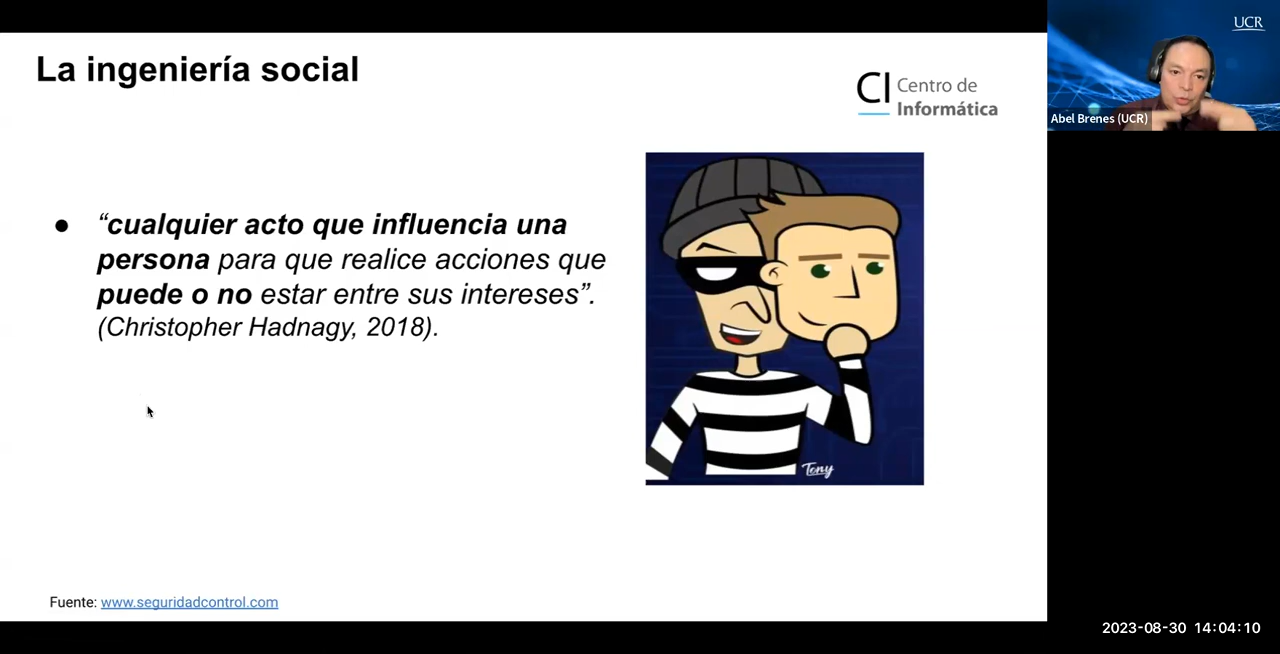 La ingeniería social
CI Centro de
Informática
UCR
Abel Brenes (UCR)
● “cualquier acto que influencia una
persona para que realice acciones que
puede o no estar entre sus intereses”.
(Christopher Hadnagy, 2018).
Tony
Fuente: www.seguridadcontrol.com
2023-08-30 14:04:10